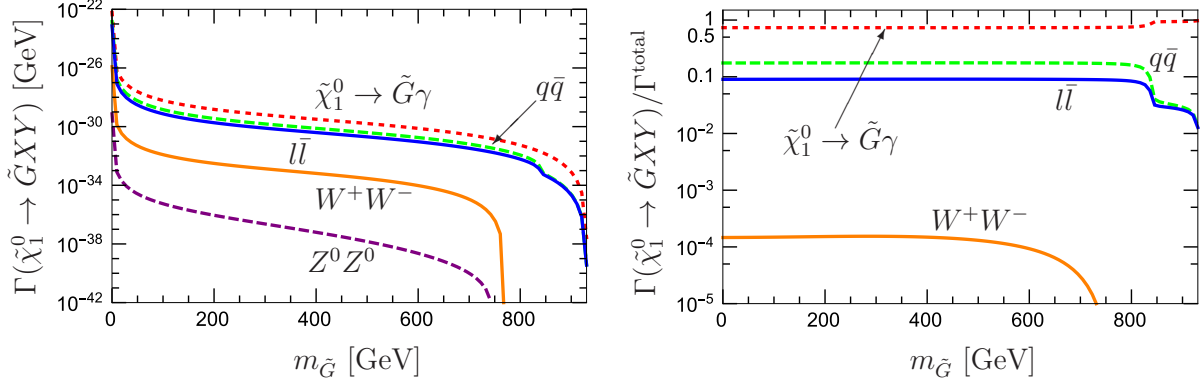 Γ(χ̃₁⁰ → G̃XY) [GeV]
10⁻²²
10⁻²⁶
10⁻³⁰
10⁻³⁴
10⁻³⁸
10⁻⁴²
χ̃₁⁰ → G̃γ
qq̄
ll̄
W⁺W⁻
Z⁰Z⁰
0 200 400 600 800
m_G̃ [GeV]
Γ(χ̃₁⁰ → G̃XY)/Γᵗᵒᵗᵃˡ
1
0.5
0.1
10⁻²
10⁻³
10⁻⁴
10⁻⁵
qq̄
ll̄
χ̃₁⁰ → G̃γ
W⁺W⁻
0 200 400 600 800
m_G̃ [GeV]